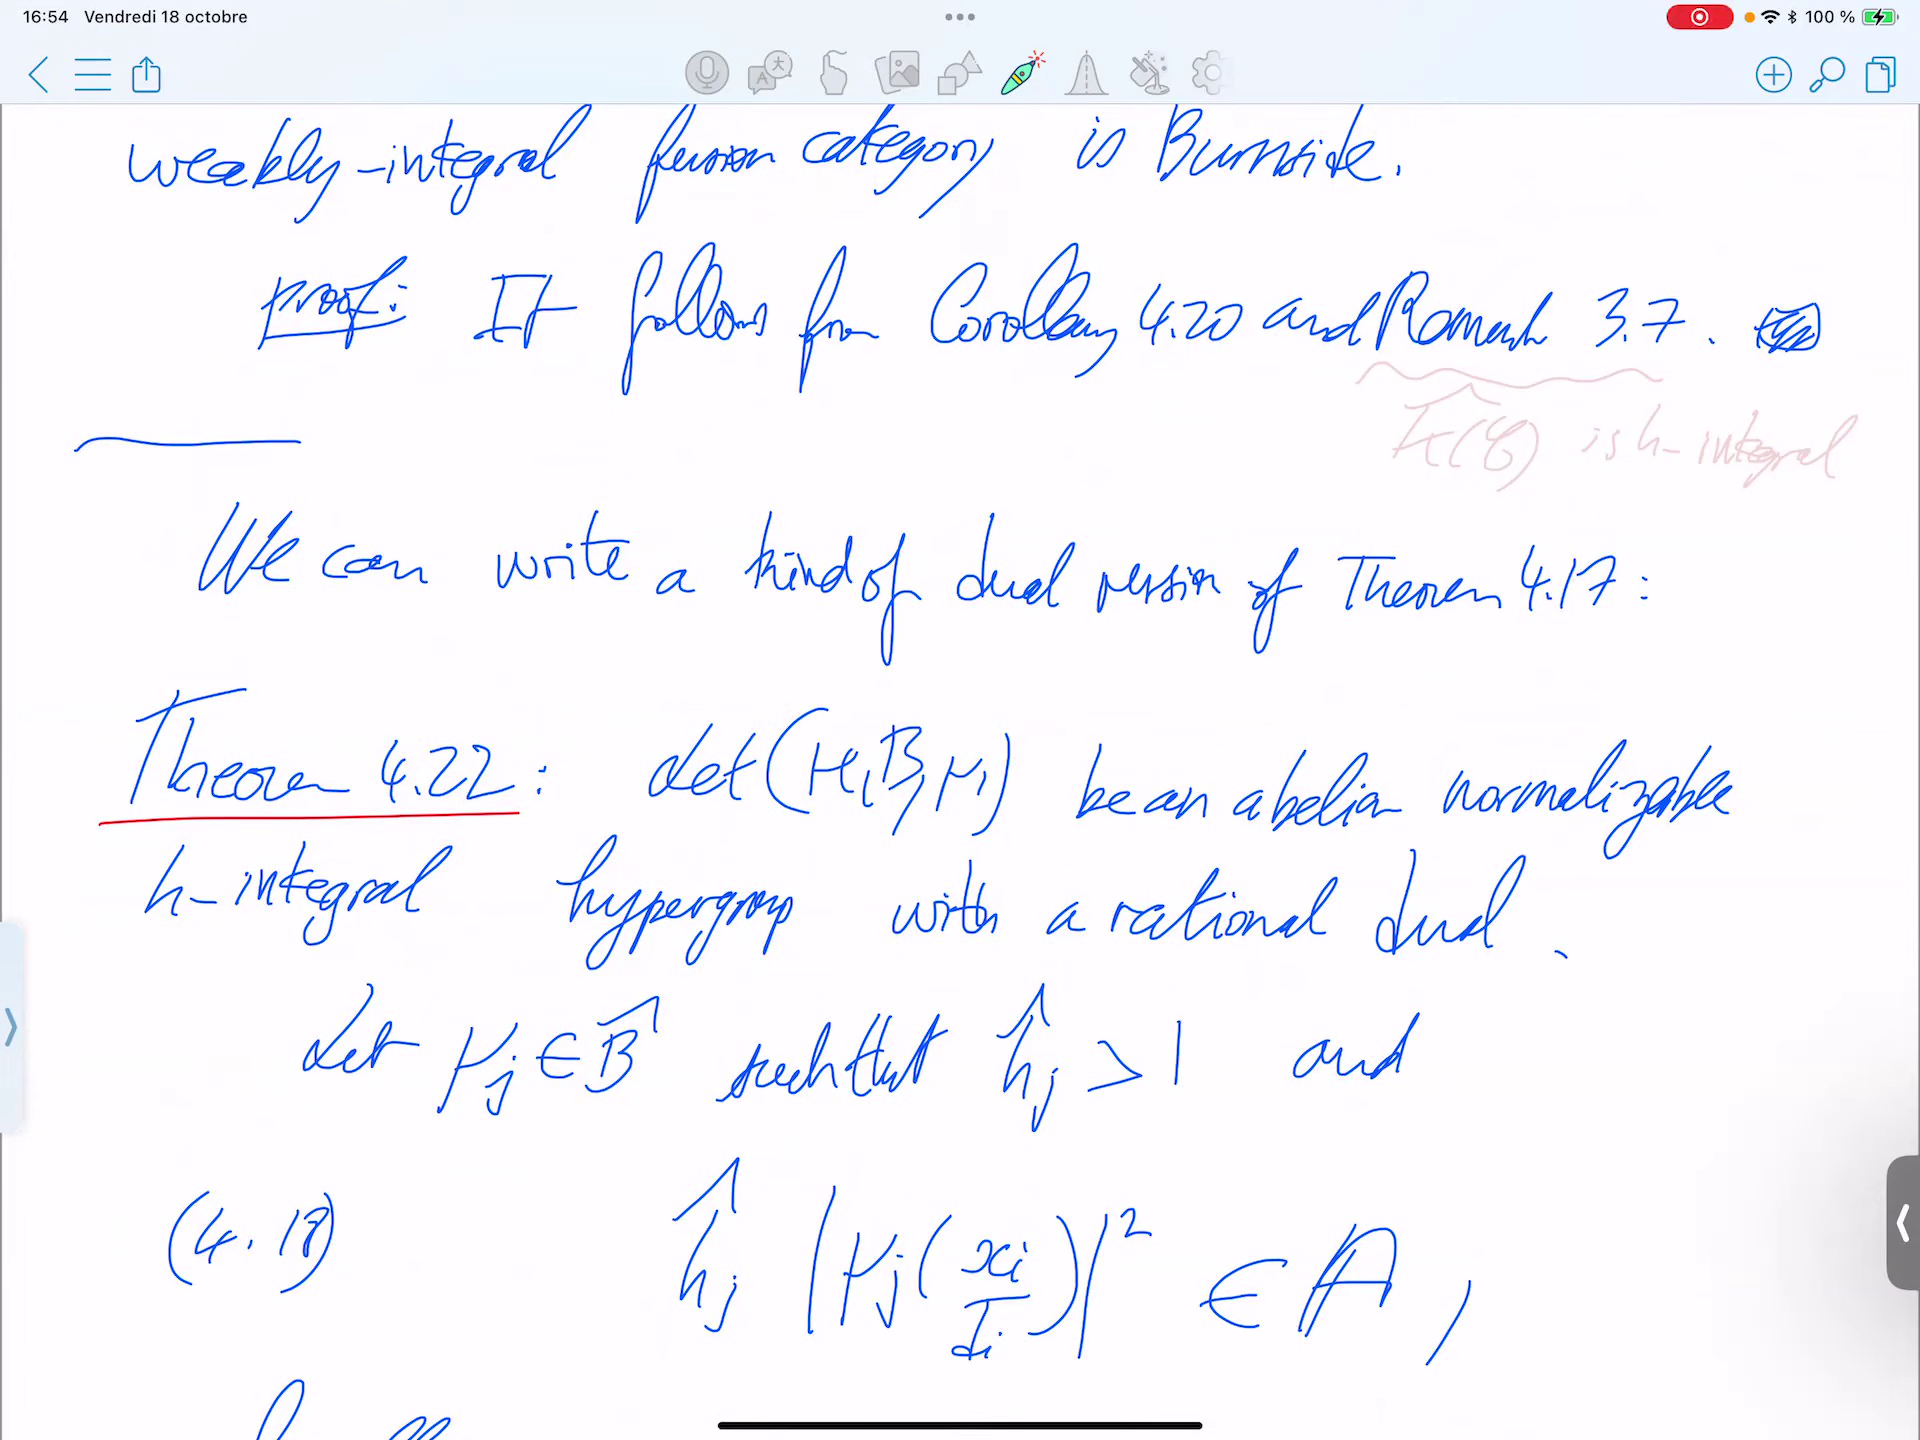 16:54 Vendredi 18 octobre
100 %
weakly-integral fusion category is Burnside.
proof: It follows from Corollary 4.20 and Remark 3.7.
K̂(𝒞) is h-integral
We can write a kind of dual version of Theorem 4.17:
Theorem 4.22: Let (H, B, μ) be an abelian normalizable
h-integral hypergroup with a rational dual.
Let μj ∈ B̂ such that ĥj > 1 and
(4.18) ĥj |μj(xi/di)|² ∈ 𝔸,